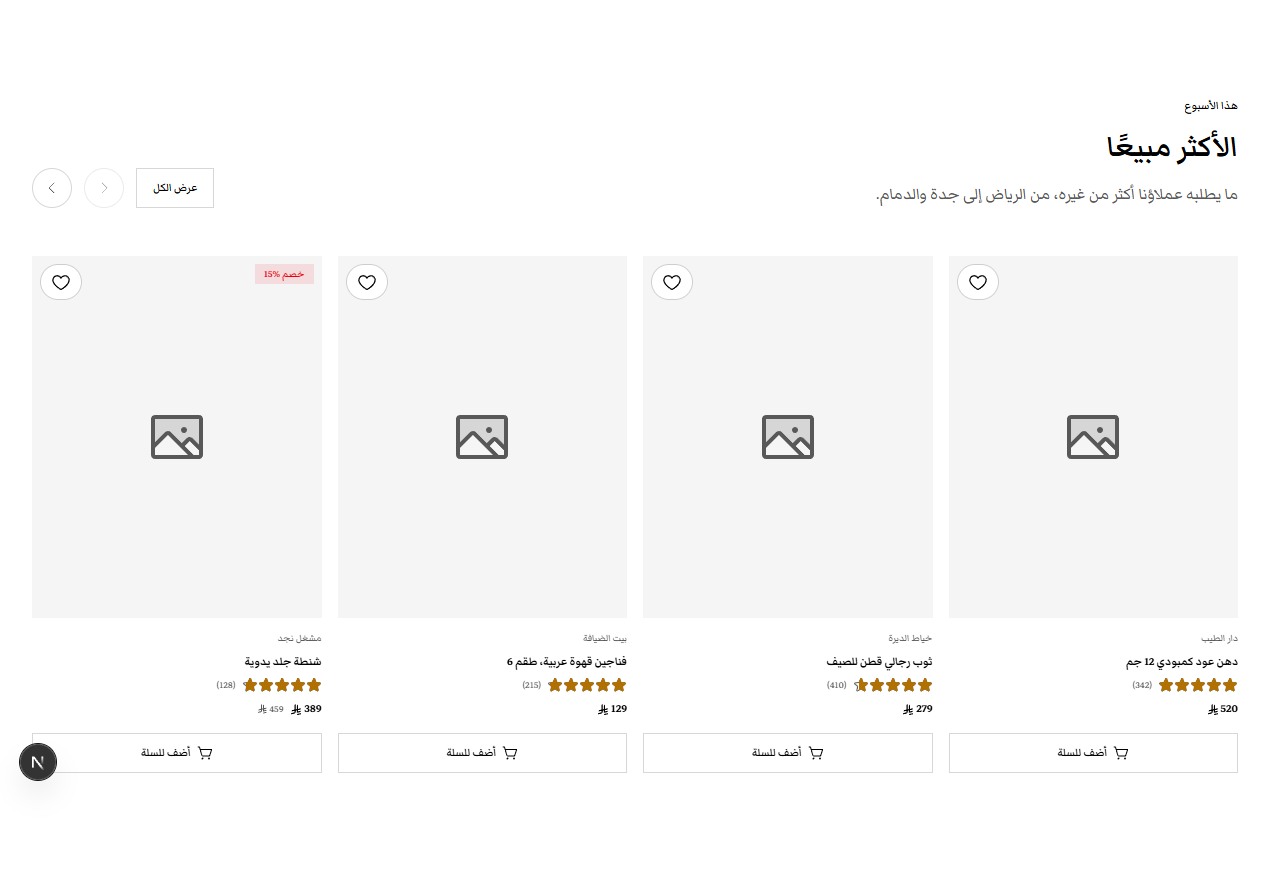 هذا الأسبوع
الأكثر مبيعًا
ما يطلبه عملاؤنا أكثر من غيره، من الرياض إلى جدة والدمام.
عرض الكل
دار الطيب
دهن عود كمبودي 12 جم
(342)
520
أضف للسلة
خياط الديرة
ثوب رجالي قطن للصيف
(410)
279
أضف للسلة
بيت الضيافة
فناجين قهوة عربية، طقم 6
(215)
129
أضف للسلة
خصم 15%
مشغل نجد
شنطة جلد يدوية
(128)
389 459
أضف للسلة
N